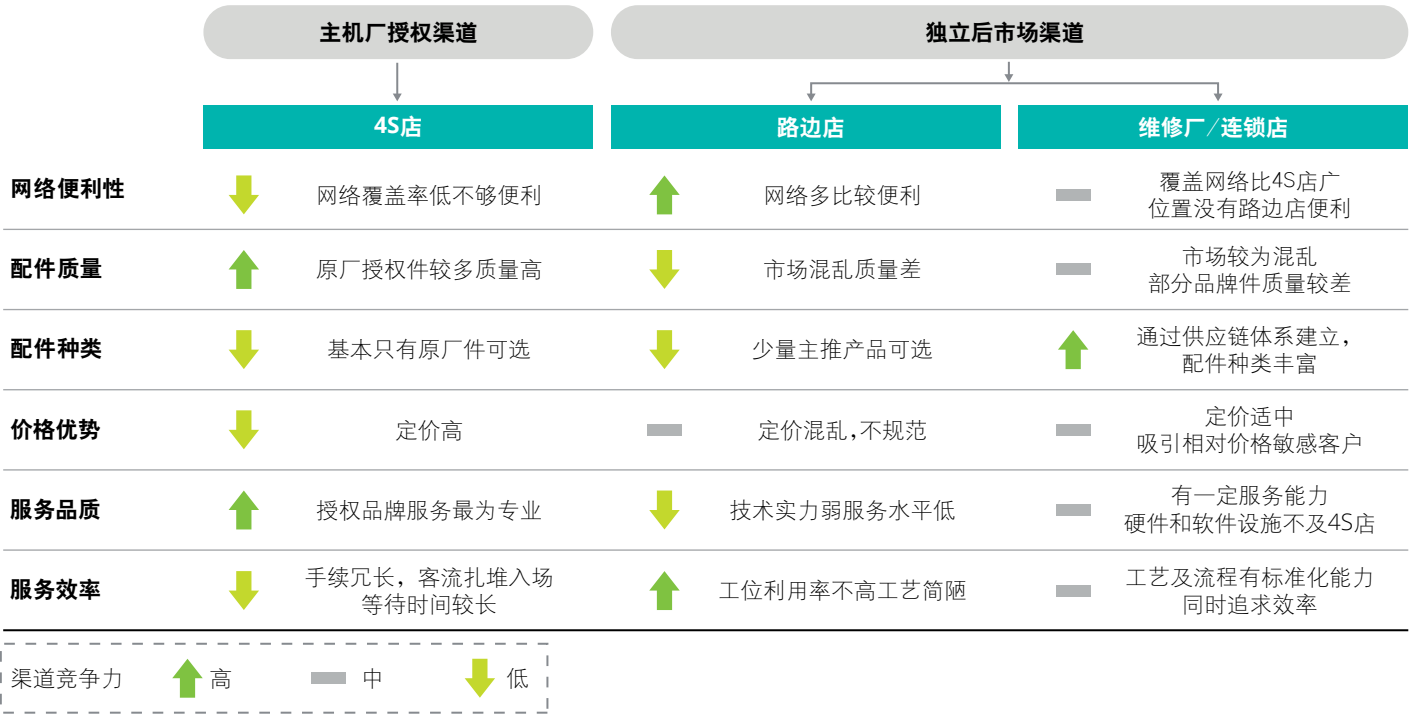 主机厂授权渠道
独立后市场渠道
4S店
路边店
维修厂/连锁店
网络便利性
网络覆盖率低不够便利
网络多比较便利
覆盖网络比4S店广
位置没有路边店便利
配件质量
原厂授权件较多质量高
市场混乱质量差
市场较为混乱
部分品牌件质量较差
配件种类
基本只有原厂件可选
少量主推产品可选
通过供应链体系建立，
配件种类丰富
价格优势
定价高
定价混乱,不规范
定价适中
吸引相对价格敏感客户
服务品质
授权品牌服务最为专业
技术实力弱服务水平低
有一定服务能力
硬件和软件设施不及4S店
服务效率
手续冗长，客流扎堆入场
等待时间较长
工位利用率不高工艺简陋
工艺及流程有标准化能力
同时追求效率
渠道竞争力
高
中
低